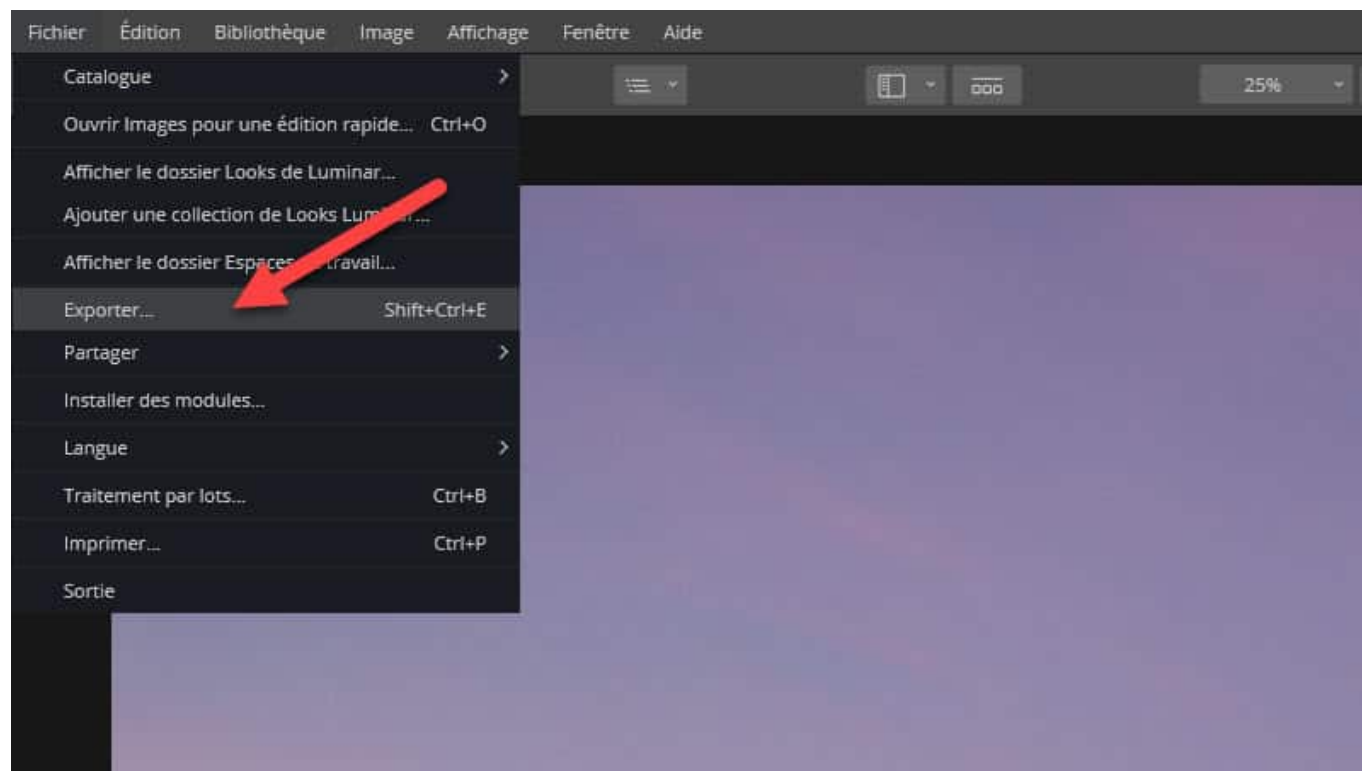 Fichier Édition Bibliothèque Image Affichage Fenêtre Aide
Catalogue
25%
Ouvrir Images pour une édition rapide... Ctrl+O
Afficher le dossier Looks de Luminar...
Ajouter une collection de Looks
Afficher le dossier
Exporter... Shift+Ctrl+E
Partager
Installer des modules...
Langue
Traitement par lots... Ctrl+B
Imprimer... Ctrl+P
Sortie